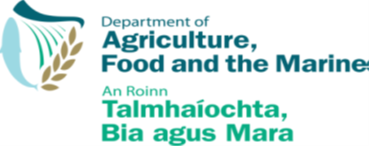 Department of
Agriculture,
Food and the Marine
An Roinn
Talmhaíochta,
Bia agus Mara